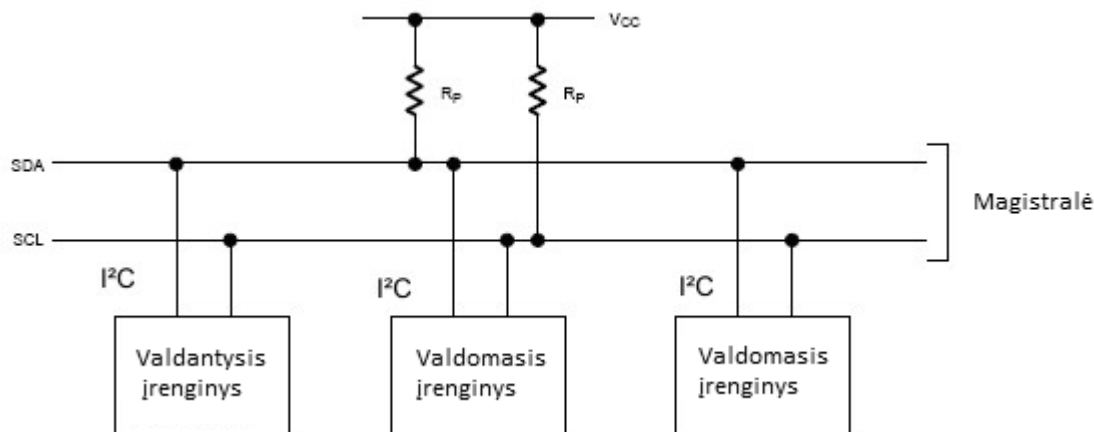 Vcc
Rp Rp
SDA
Magistralė
SCL
I²C I²C I²C
Valdantysis Valdomasis Valdomasis
įrenginys įrenginys įrenginys